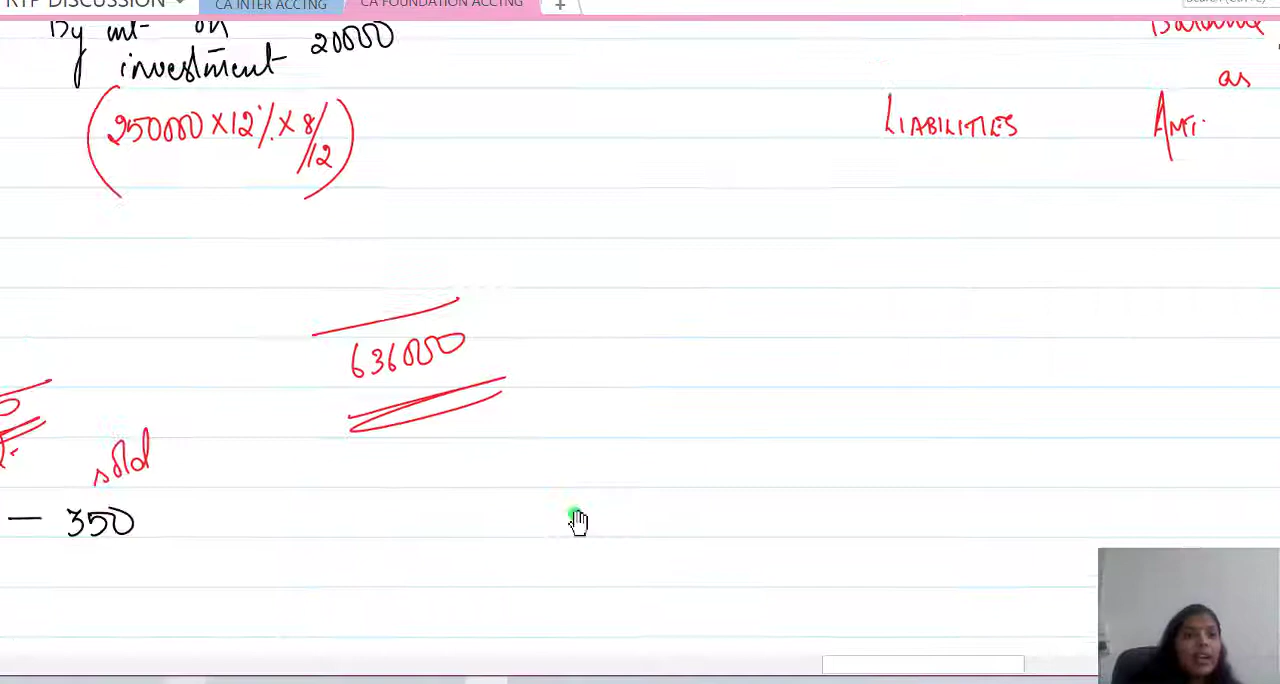 RTP DISCUSSION
CA INTER ACCTNG
CA FOUNDATION ACCTNG
+
By int on
investment 20000
(250000 × 12% × 8/12)
Balance
as
LIABILITIES
Amt.
636000
sold
— 350